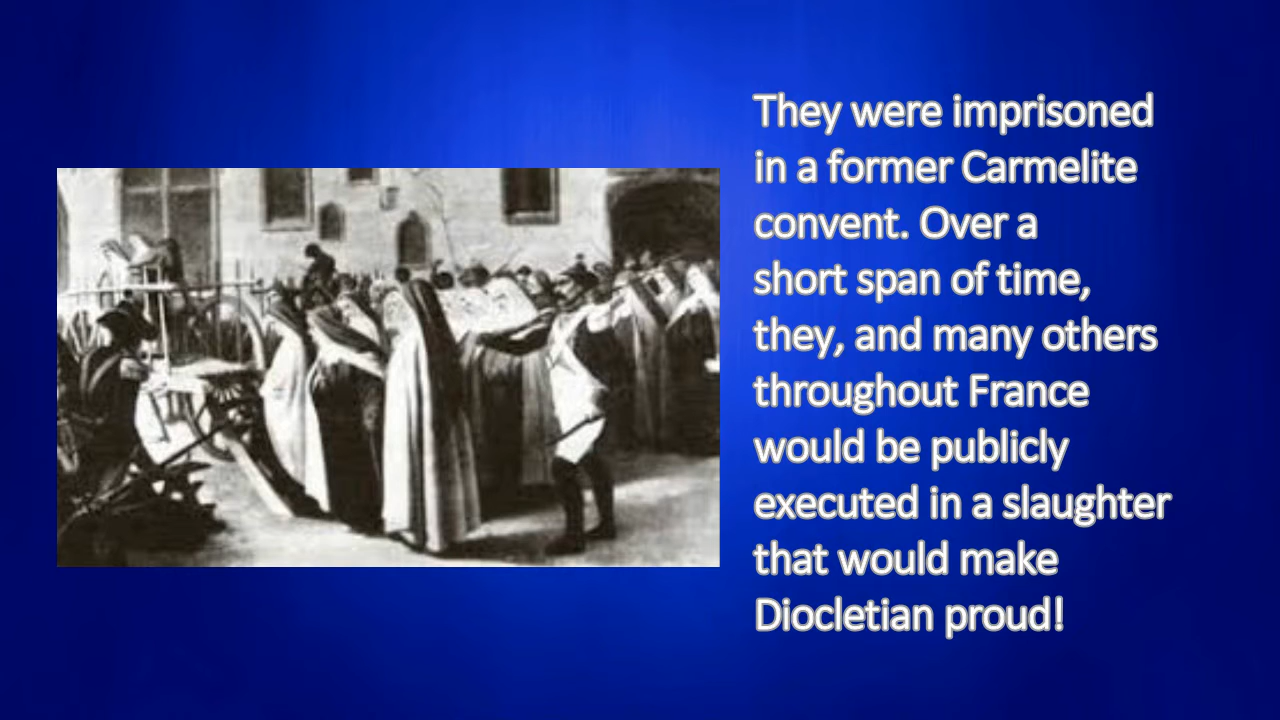 They were imprisoned
in a former Carmelite
convent. Over a
short span of time,
they, and many others
throughout France
would be publicly
executed in a slaughter
that would make
Diocletian proud!